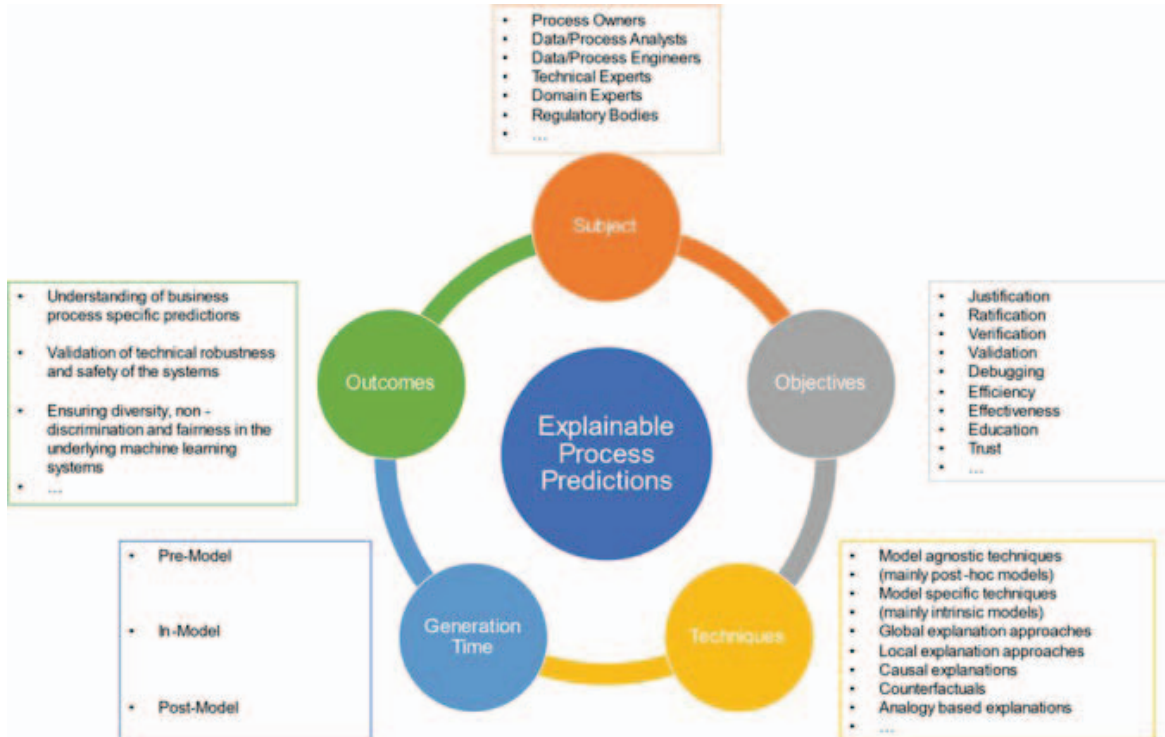 • Process Owners
• Data/Process Analysts
• Data/Process Engineers
• Technical Experts
• Domain Experts
• Regulatory Bodies
• ...
Subject
• Justification
• Ratification
• Verification
• Validation
• Debugging
• Efficiency
• Effectiveness
• Education
• Trust
• ...
Objectives
• Model agnostic techniques
• (mainly post-hoc models)
• Model specific techniques
• (mainly intrinsic models)
• Global explanation approaches
• Local explanation approaches
• Causal explanations
• Counterfactuals
• Analogy based explanations
• ...
Techniques
• Pre-Model
• In-Model
• Post-Model
Generation
Time
• Understanding of business
process specific predictions
• Validation of technical robustness
and safety of the systems
• Ensuring diversity, non -
discrimination and fairness in the
underlying machine learning
systems
• ...
Outcomes
Explainable
Process
Predictions